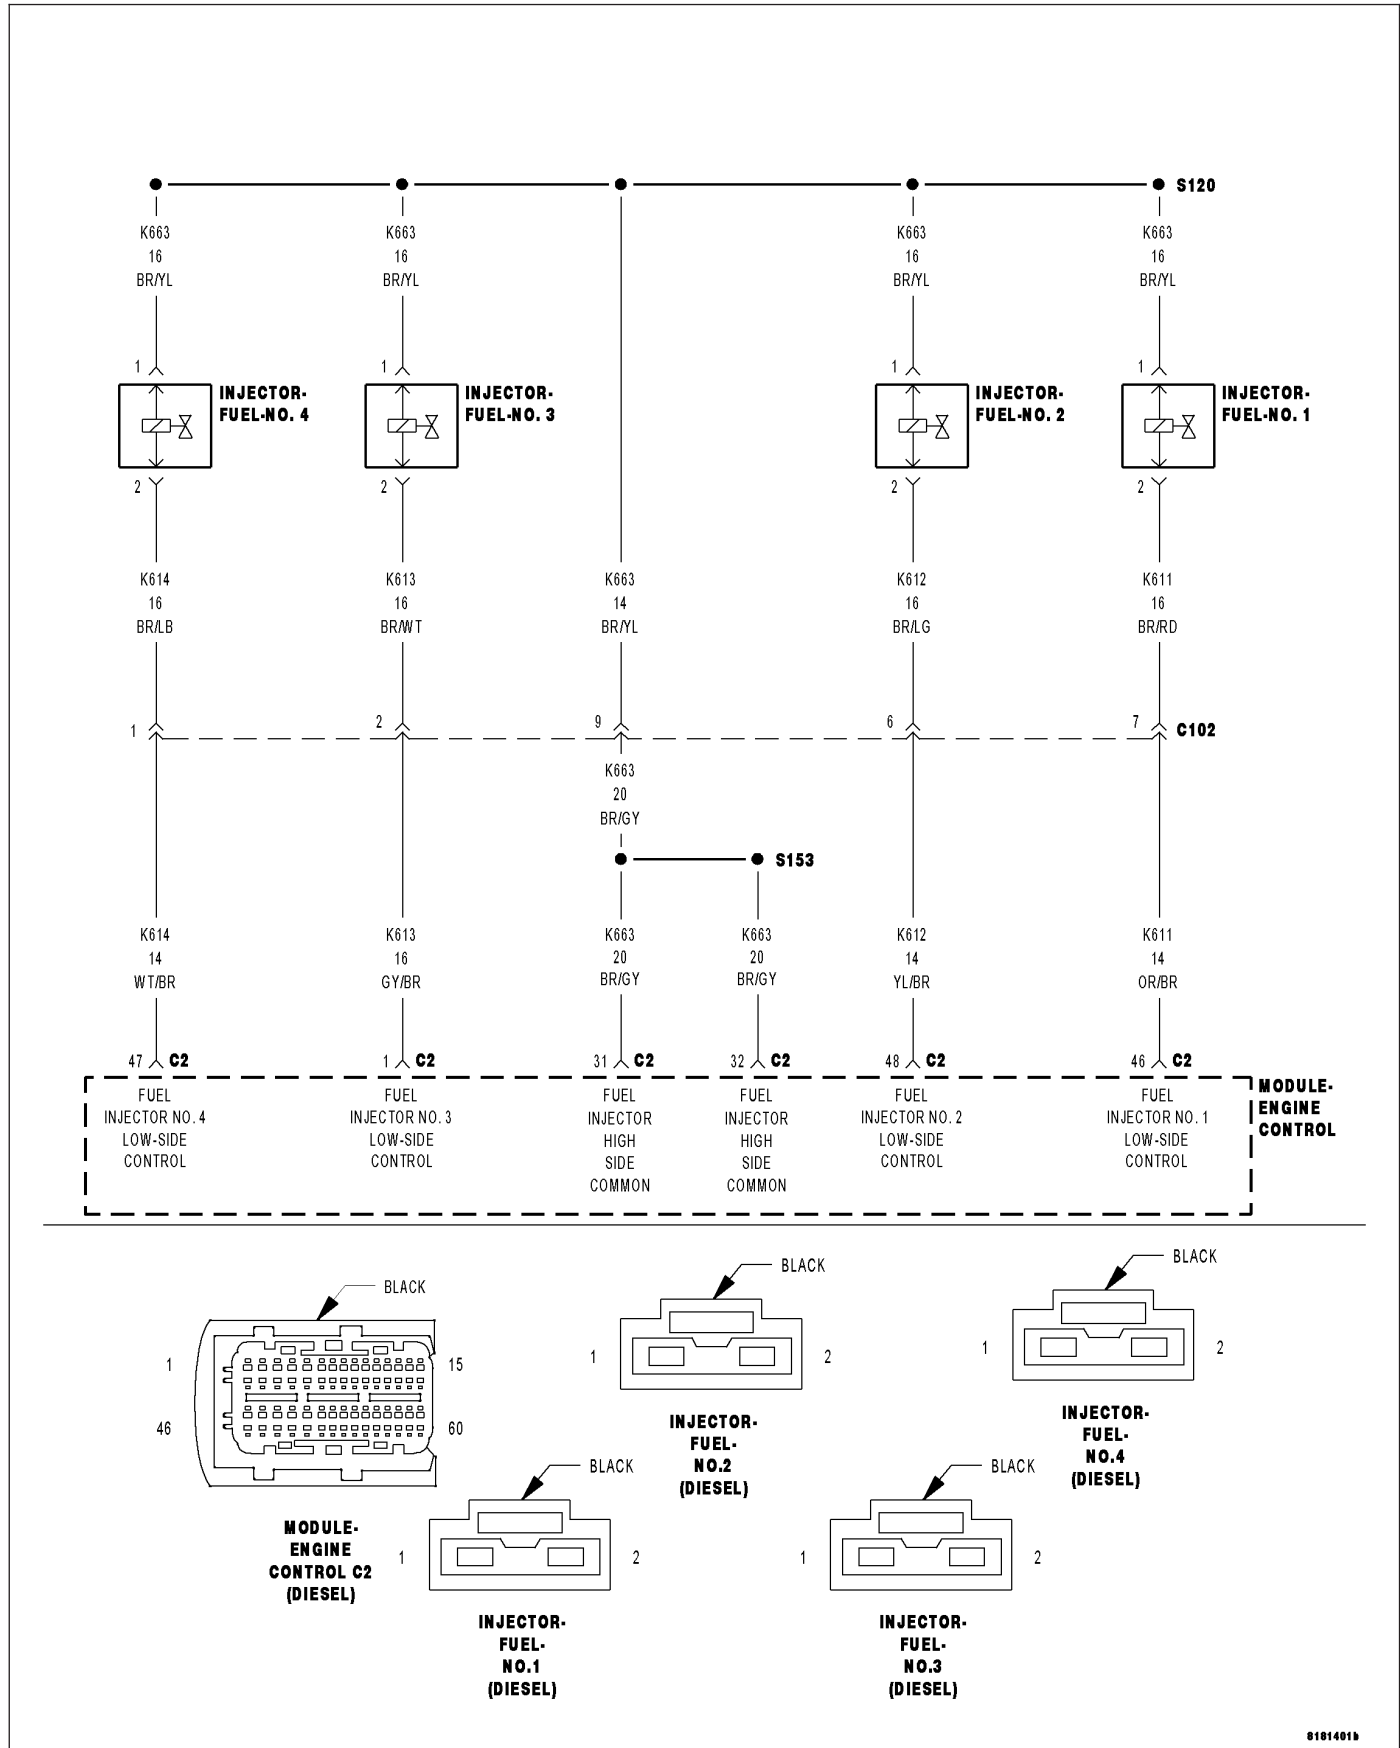 S120
K663 K663 K663 K663
16 16 16 16
BR/YL BR/YL BR/YL BR/YL
1 1 1 1
INJECTOR- INJECTOR- INJECTOR- INJECTOR-
FUEL-NO. 4 FUEL-NO. 3 FUEL-NO. 2 FUEL-NO. 1
2 2 2 2
K614 K613 K663 K612 K611
16 16 14 16 16
BR/LB BR/WT BR/YL BR/LG BR/RD
1 2 9 6 7 C102
K663
20
BR/GY
S153
K614 K613 K663 K663 K612 K611
14 16 20 20 14 14
WT/BR GY/BR BR/GY BR/GY YL/BR OR/BR
47 C2 1 C2 31 C2 32 C2 48 C2 46 C2
FUEL FUEL FUEL FUEL FUEL FUEL MODULE-
INJECTOR NO. 4 INJECTOR NO. 3 INJECTOR INJECTOR INJECTOR NO. 2 INJECTOR NO. 1 ENGINE
LOW-SIDE LOW-SIDE HIGH HIGH LOW-SIDE LOW-SIDE CONTROL
CONTROL CONTROL SIDE SIDE CONTROL CONTROL
COMMON COMMON
BLACK
1 15
46 60
MODULE-
ENGINE
CONTROL C2
(DIESEL)
BLACK
1 2
INJECTOR-
FUEL-
NO.2
(DIESEL)
BLACK
1 2
INJECTOR-
FUEL-
NO.4
(DIESEL)
BLACK
1 2
INJECTOR-
FUEL-
NO.1
(DIESEL)
BLACK
1 2
INJECTOR-
FUEL-
NO.3
(DIESEL)
8181401b